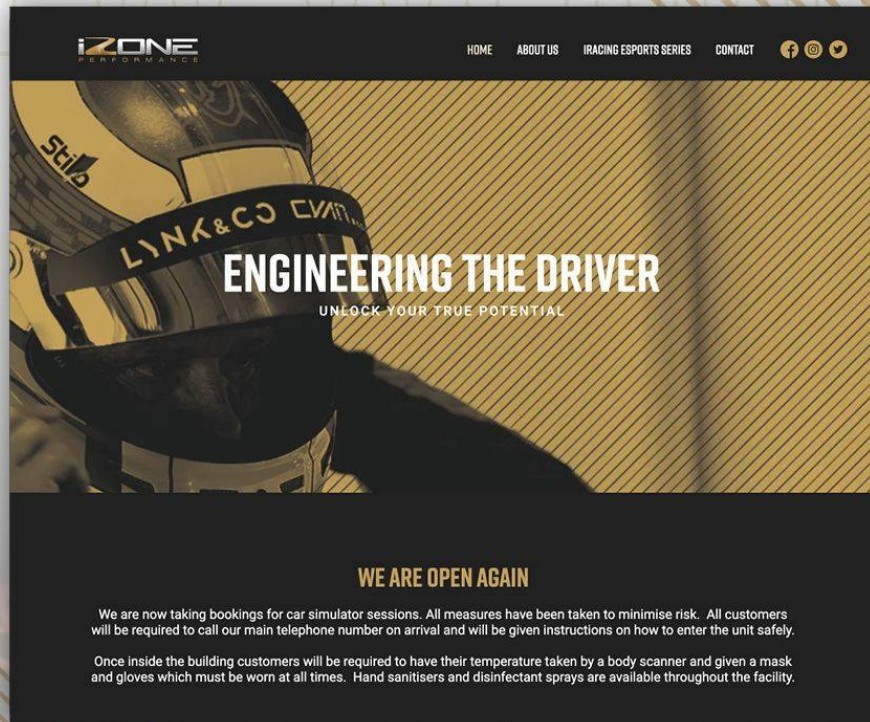 iZONE
PERFORMANCE
HOME ABOUT US IRACING ESPORTS SERIES CONTACT
Stilo
LYNK&CO
ENGINEERING THE DRIVER
UNLOCK YOUR TRUE POTENTIAL
WE ARE OPEN AGAIN
We are now taking bookings for car simulator sessions. All measures have been taken to minimise risk. All customers
will be required to call our main telephone number on arrival and will be given instructions on how to enter the unit safely.
Once inside the building customers will be required to have their temperature taken by a body scanner and given a mask
and gloves which must be worn at all times. Hand sanitisers and disinfectant sprays are available throughout the facility.